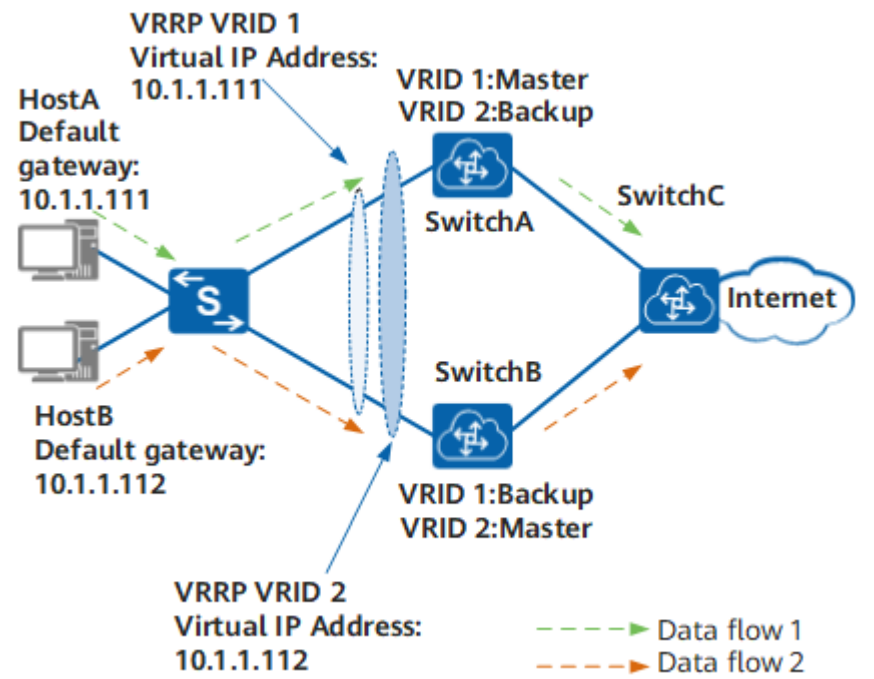 VRRP VRID 1
Virtual IP Address:
10.1.1.111
VRID 1:Master
VRID 2:Backup
HostA
Default
gateway:
10.1.1.111
SwitchA
SwitchC
S
Internet
SwitchB
HostB
Default gateway:
10.1.1.112
VRID 1:Backup
VRID 2:Master
VRRP VRID 2
Virtual IP Address:
10.1.1.112
Data flow 1
Data flow 2